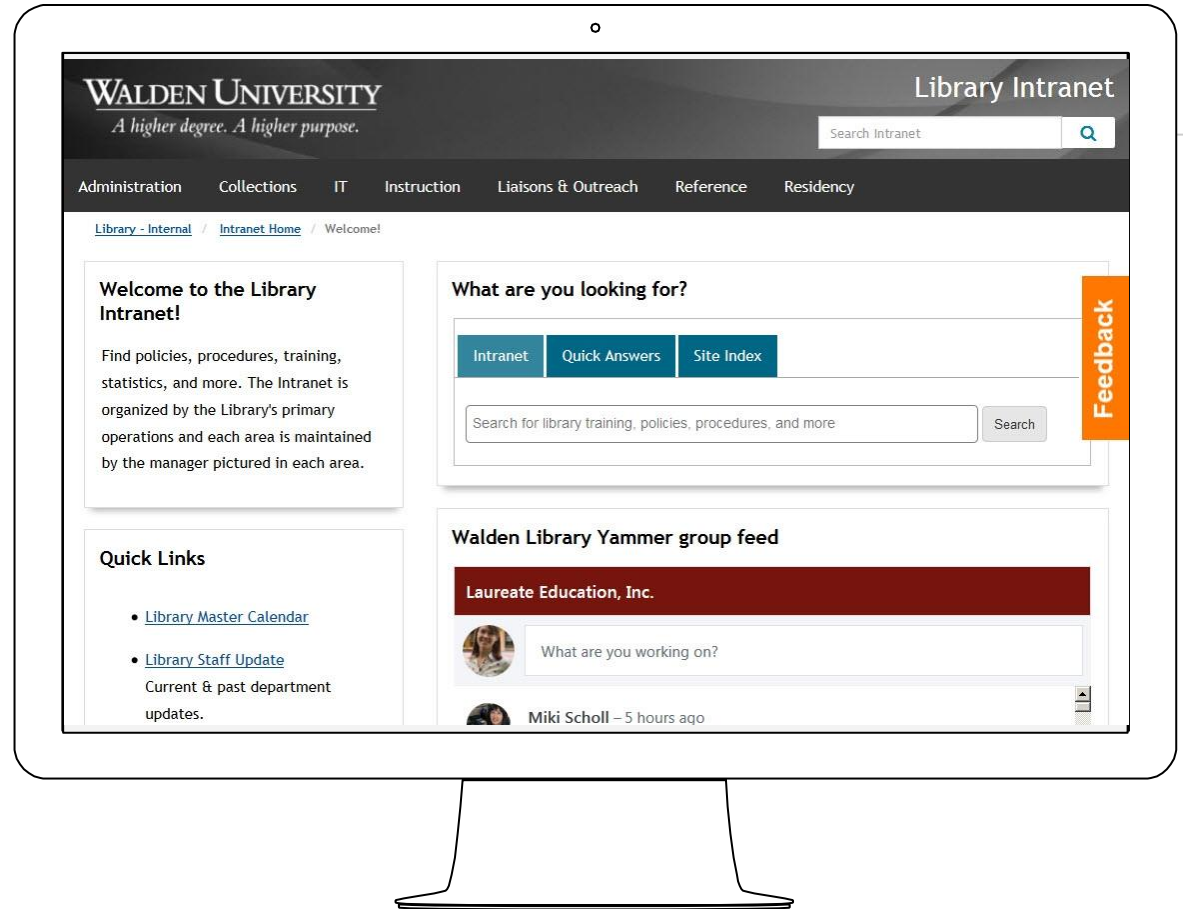 WALDEN UNIVERSITY
A higher degree. A higher purpose.
Library Intranet
Search Intranet
Administration Collections IT Instruction Liaisons & Outreach Reference Residency
Library - Internal / Intranet Home / Welcome!
Welcome to the Library
Intranet!
Find policies, procedures, training,
statistics, and more. The Intranet is
organized by the Library's primary
operations and each area is maintained
by the manager pictured in each area.
Quick Links
• Library Master Calendar
• Library Staff Update
Current & past department
updates.
What are you looking for?
Intranet Quick Answers Site Index
Search for library training, policies, procedures, and more
Search
Feedback
Walden Library Yammer group feed
Laureate Education, Inc.
What are you working on?
Miki Scholl – 5 hours ago